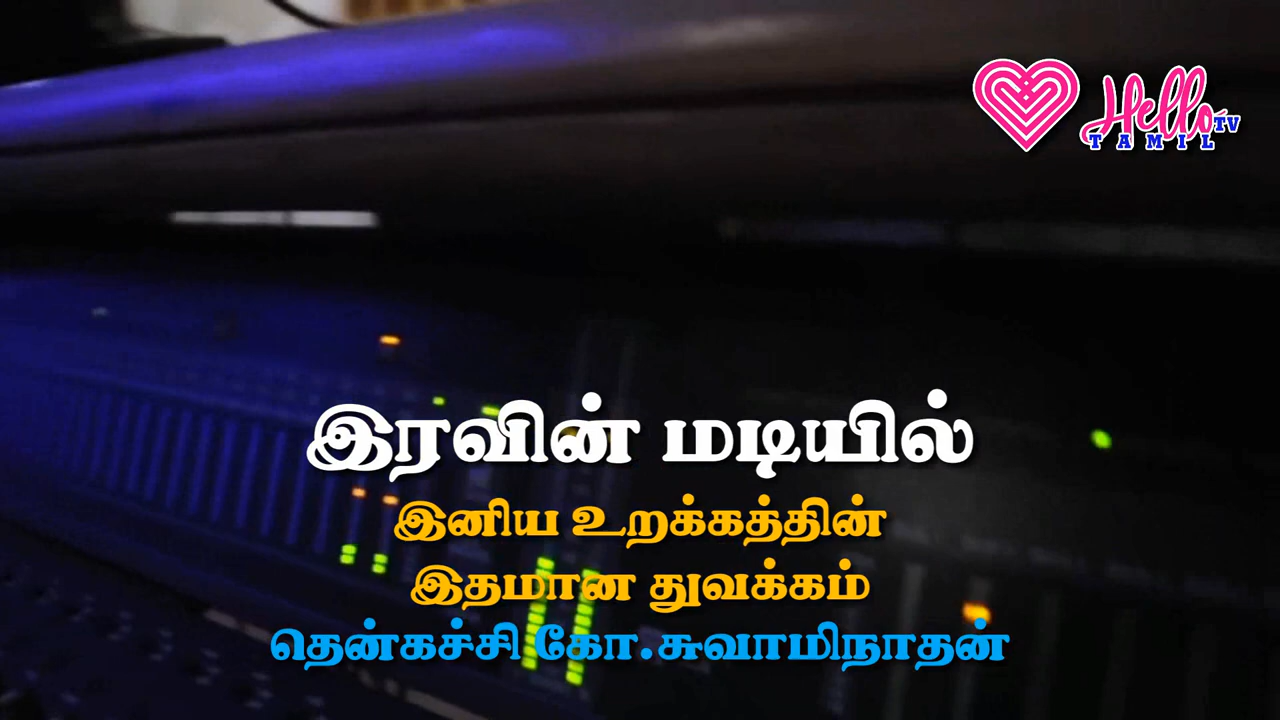 Hello TV
TAMIL
இரவின் மடியில்
இனிய உறக்கத்தின்
இதமான துவக்கம்
தென்கச்சி கோ.சுவாமிநாதன்